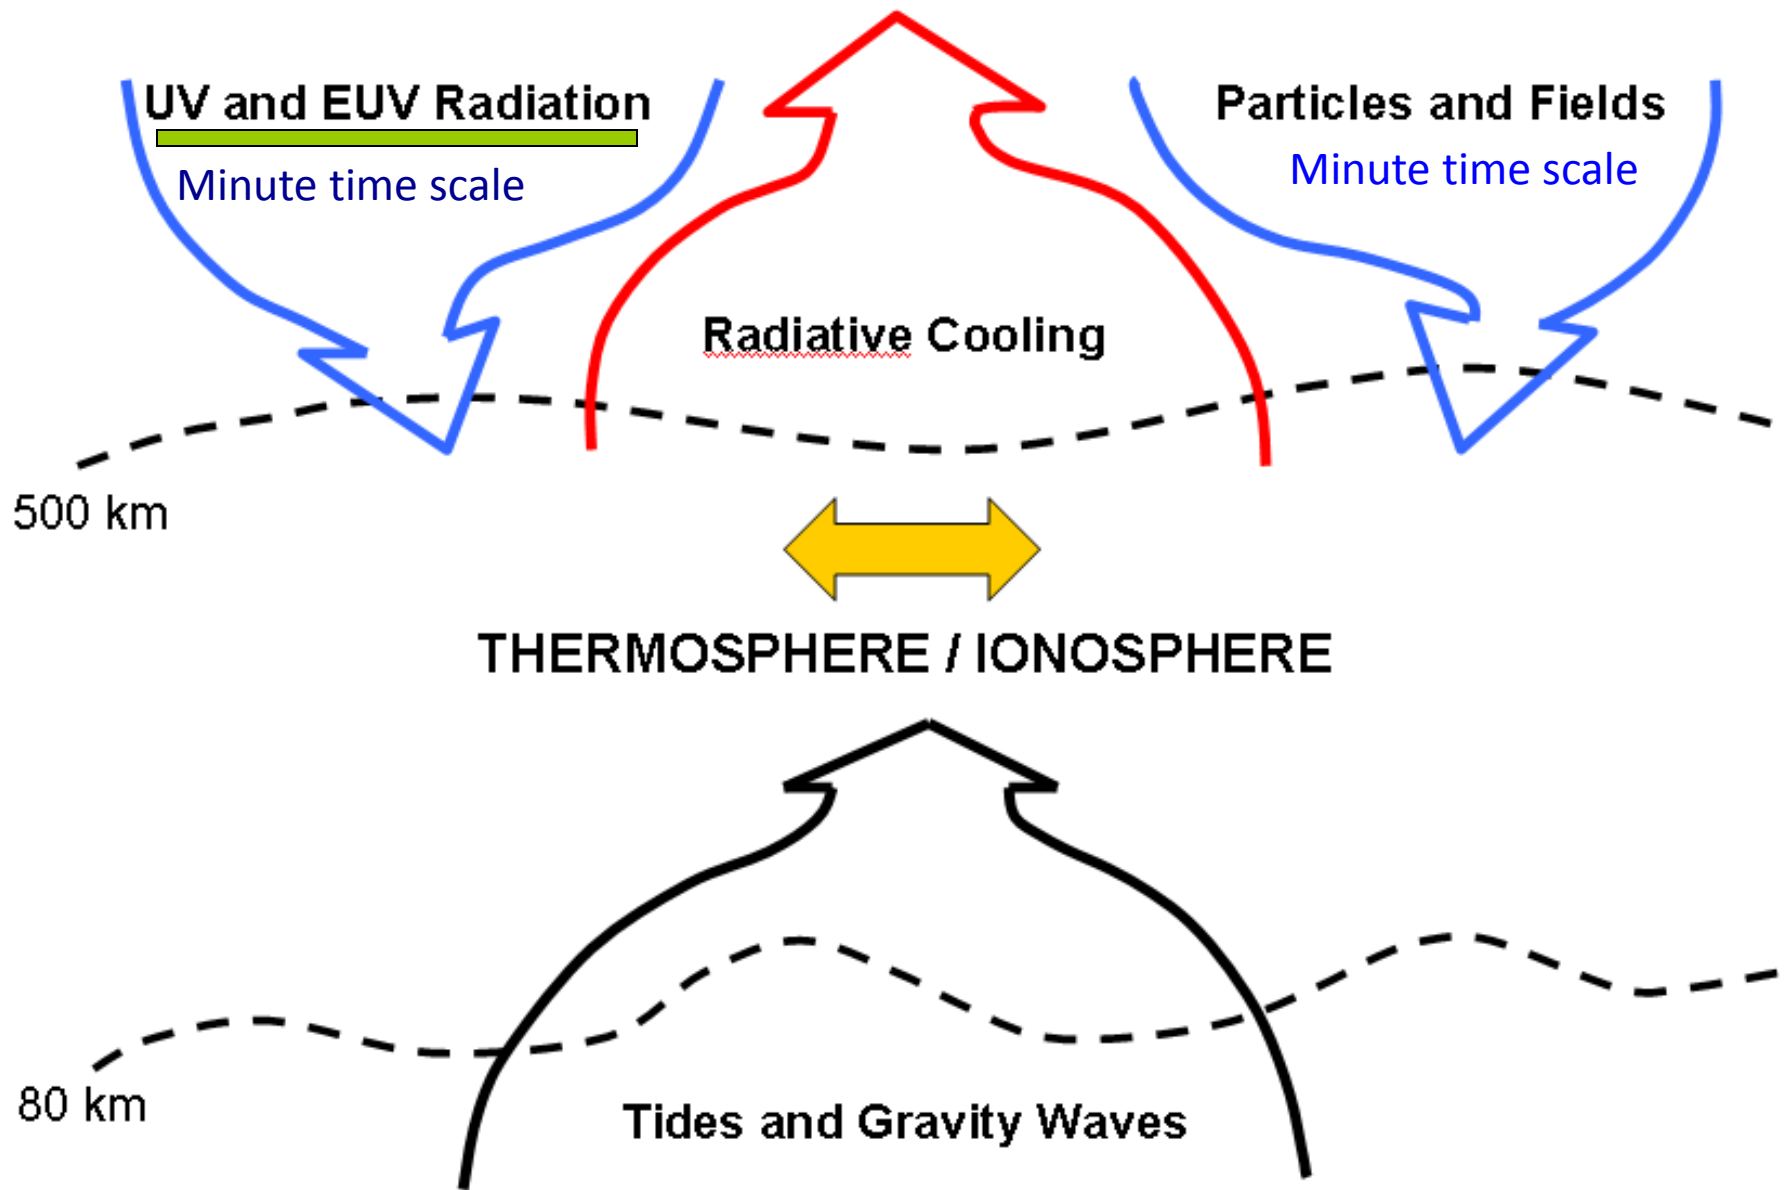 UV and EUV Radiation
Minute time scale
Particles and Fields
Minute time scale
Radiative Cooling
500 km
THERMOSPHERE / IONOSPHERE
80 km
Tides and Gravity Waves